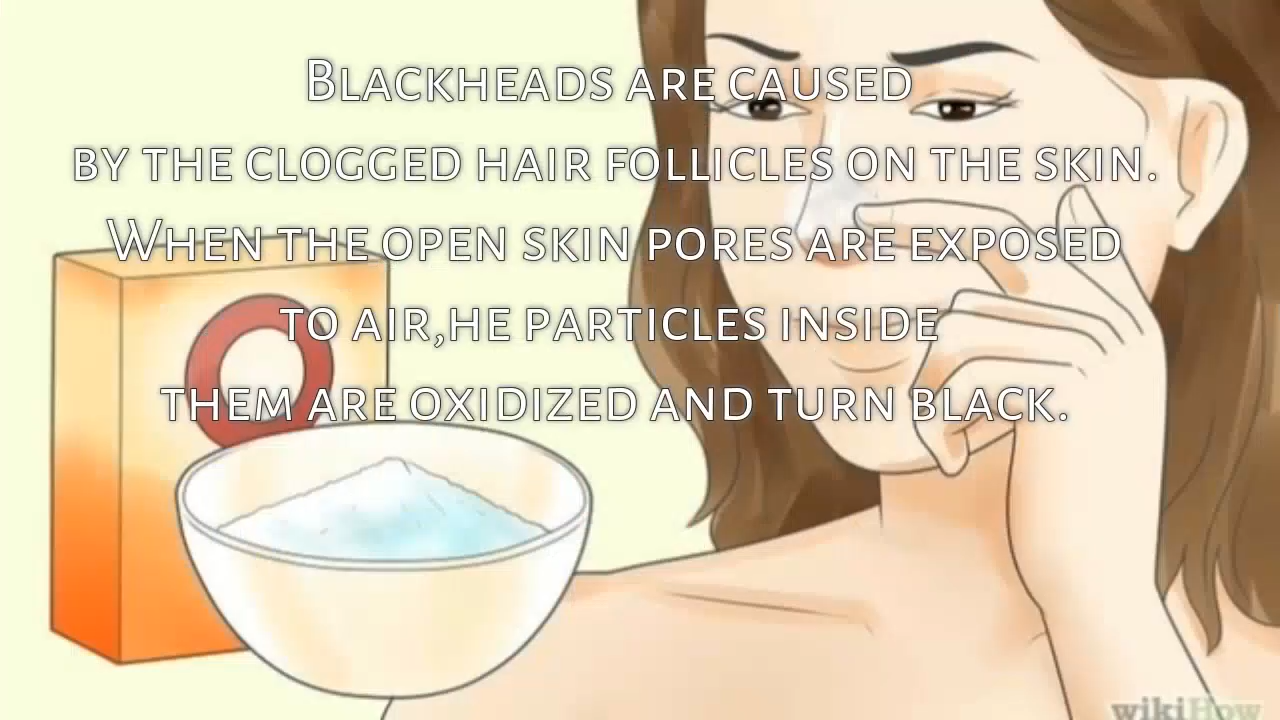 Blackheads are caused
by the clogged hair follicles on the skin.
When the open skin pores are exposed
to air,he particles inside
them are oxidized and turn black.
wikiHow